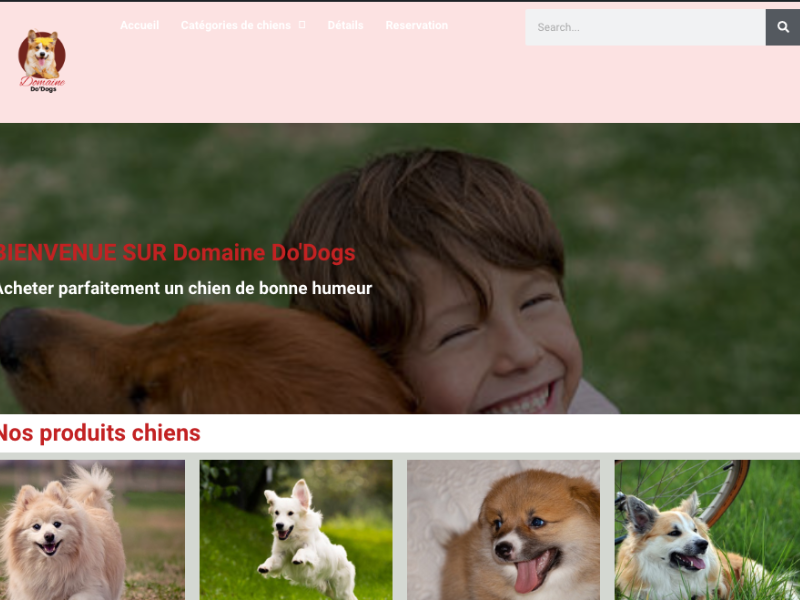 Accueil Catégories de chiens Détails Reservation
Search...
Domaine
Do'Dogs
BIENVENUE SUR Domaine Do'Dogs
Acheter parfaitement un chien de bonne humeur
Nos produits chiens